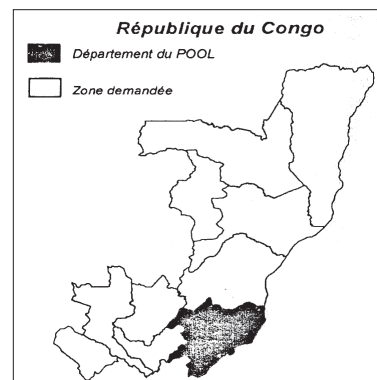 République du Congo
Département du POOL
Zone demandée